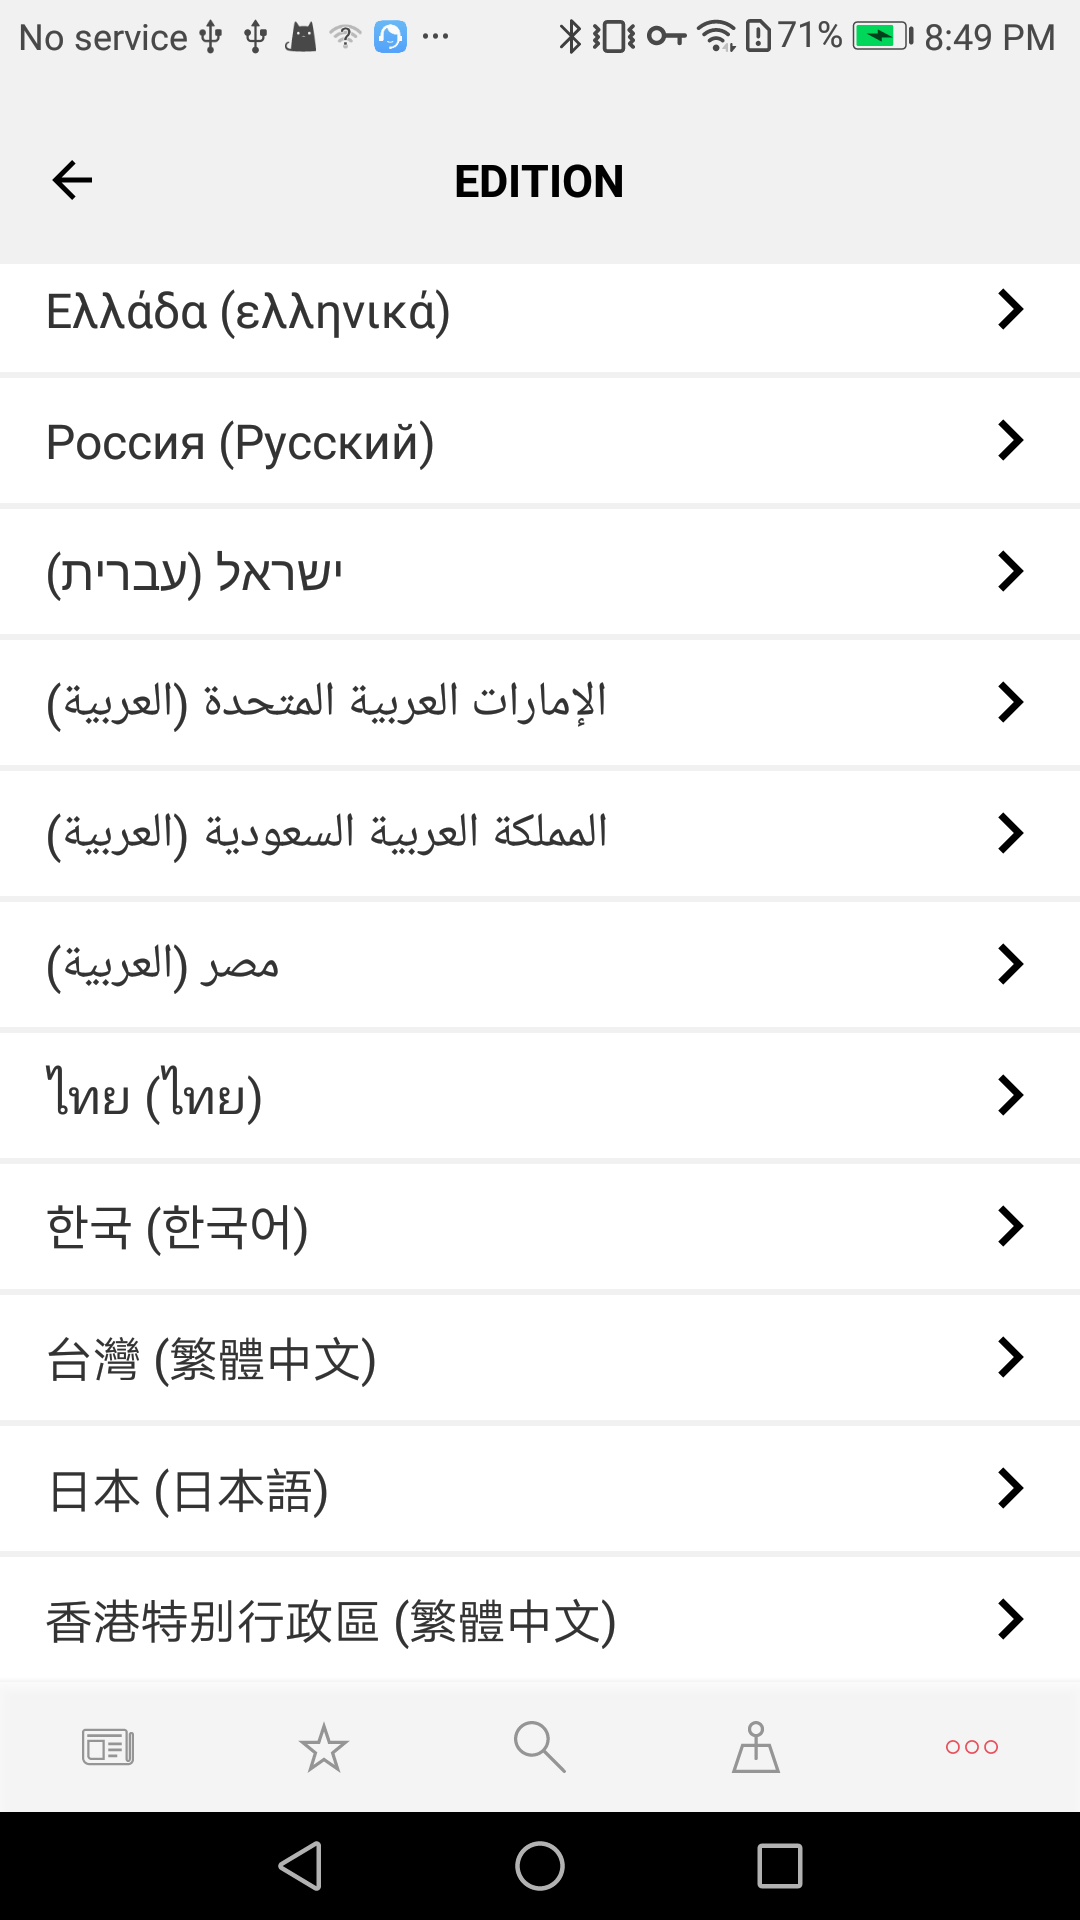 No service 71% 8:49 PM
EDITION
Ελλάδα (ελληνικά)
Россия (Русский)
ישראל (עברית)
الإمارات العربية المتحدة (العربية)
المملكة العربية السعودية (العربية)
مصر (العربية)
ไทย (ไทย)
한국 (한국어)
台灣 (繁體中文)
日本 (日本語)
香港特别行政區 (繁體中文)